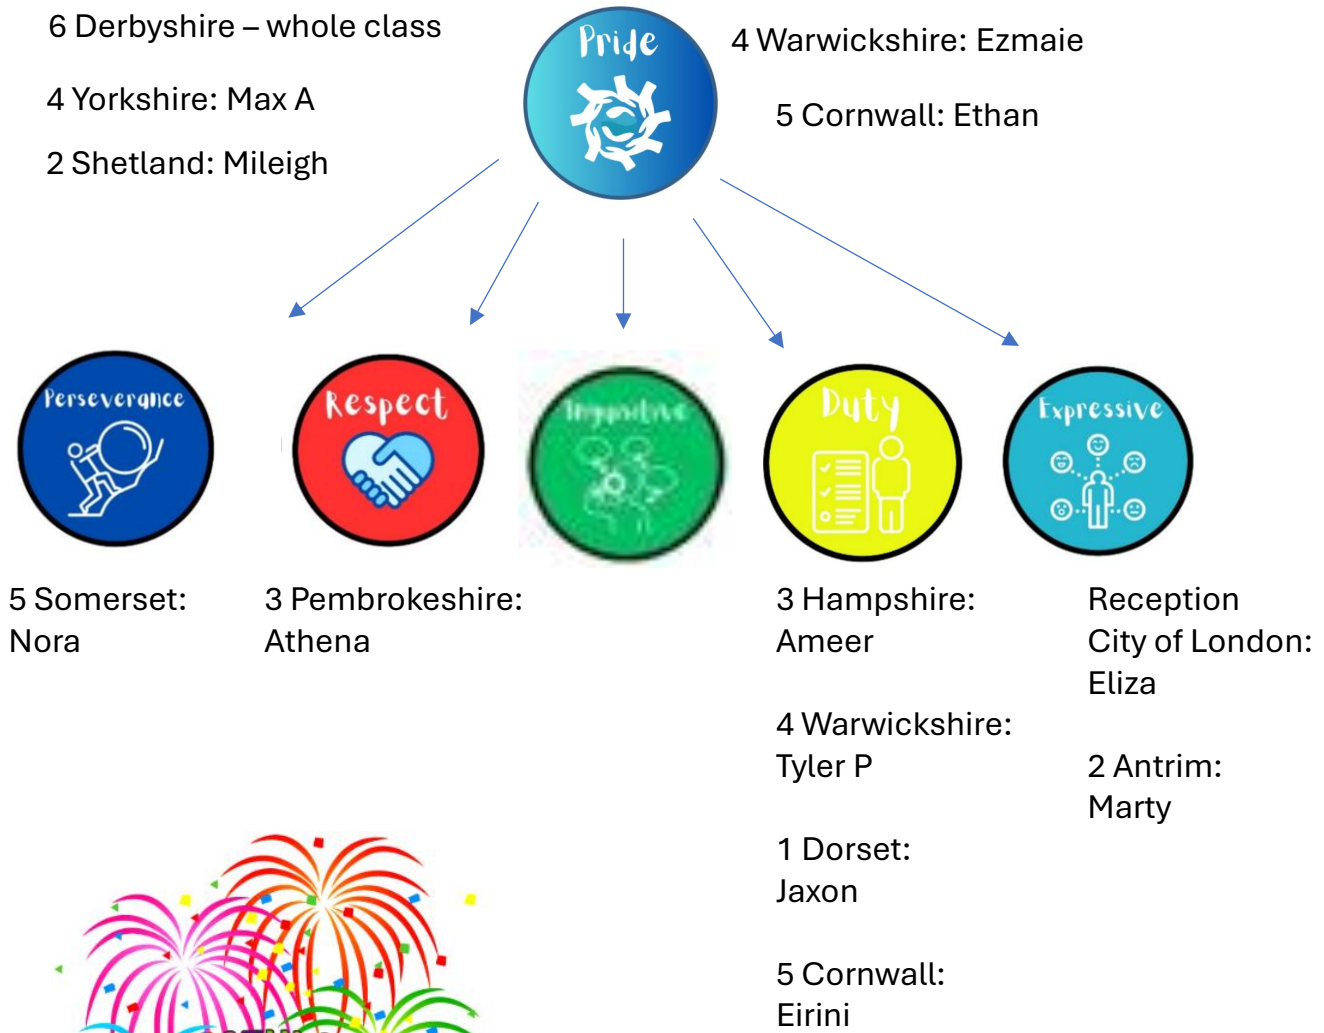 6 Derbyshire – whole class
4 Yorkshire: Max A
2 Shetland: Mileigh
Pride
4 Warwickshire: Ezmaie
5 Cornwall: Ethan
Perseverance
Respect
Duty
Expressive
5 Somerset:
Nora
3 Pembrokeshire:
Athena
3 Hampshire:
Ameer
4 Warwickshire:
Tyler P
1 Dorset:
Jaxon
5 Cornwall:
Eirini
Reception
City of London:
Eliza
2 Antrim:
Marty